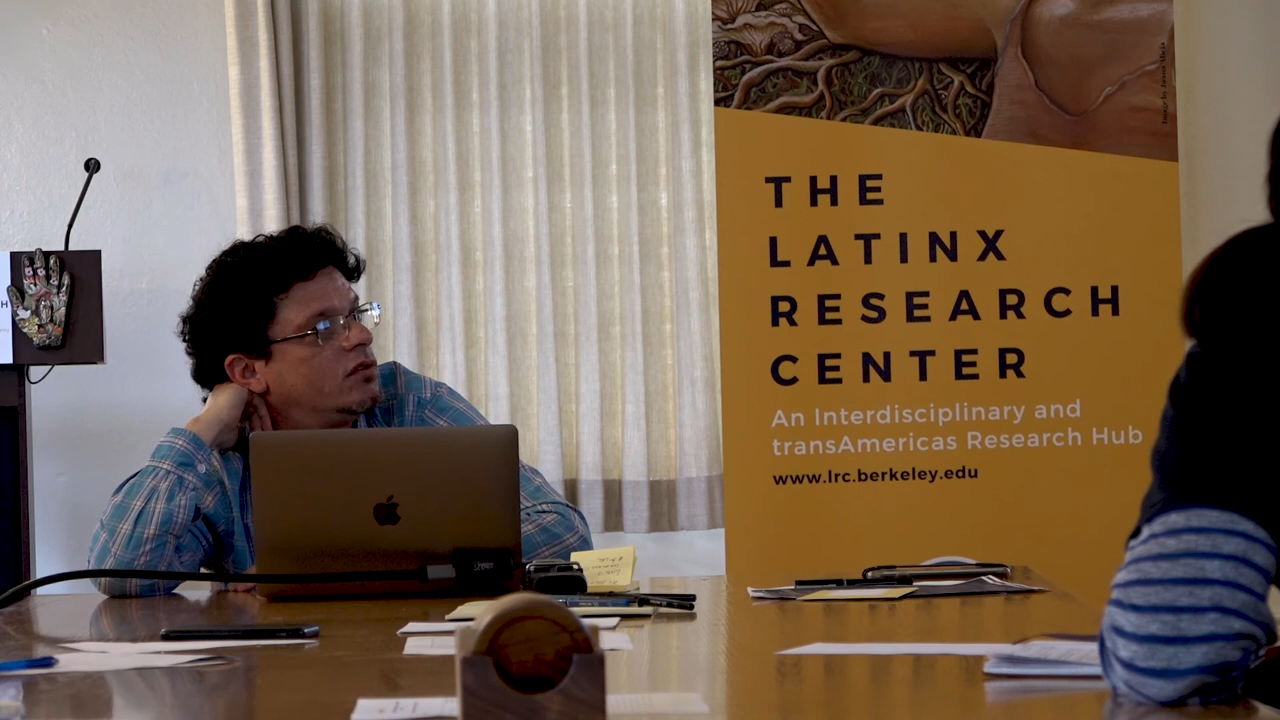 THE
LATINX
RESEARCH
CENTER
An Interdisciplinary and
transAmericas Research Hub
www.lrc.berkeley.edu